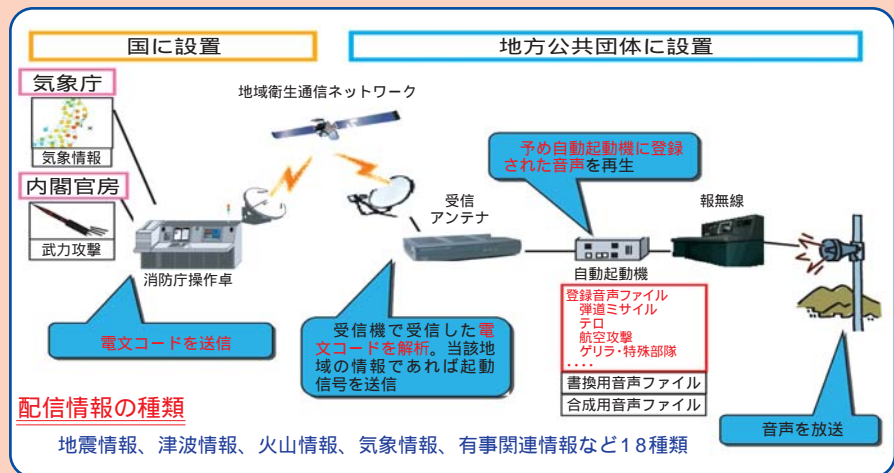 国に設置
地方公共団体に設置
気象庁
気象情報
内閣官房
武力攻撃
地域衛生通信ネットワーク
消防庁操作卓
電文コードを送信
受信
アンテナ
受信機で受信した電
文コードを解析。当該地
域の情報であれば起動
信号を送信
予め自動起動機に登録
された音声を再生
自動起動機
登録音声ファイル
弾道ミサイル
テロ
航空攻撃
ゲリラ・特殊部隊
・・・・
書換用音声ファイル
合成用音声ファイル
報無線
音声を放送
配信情報の種類
地震情報、津波情報、火山情報、気象情報、有事関連情報など18種類